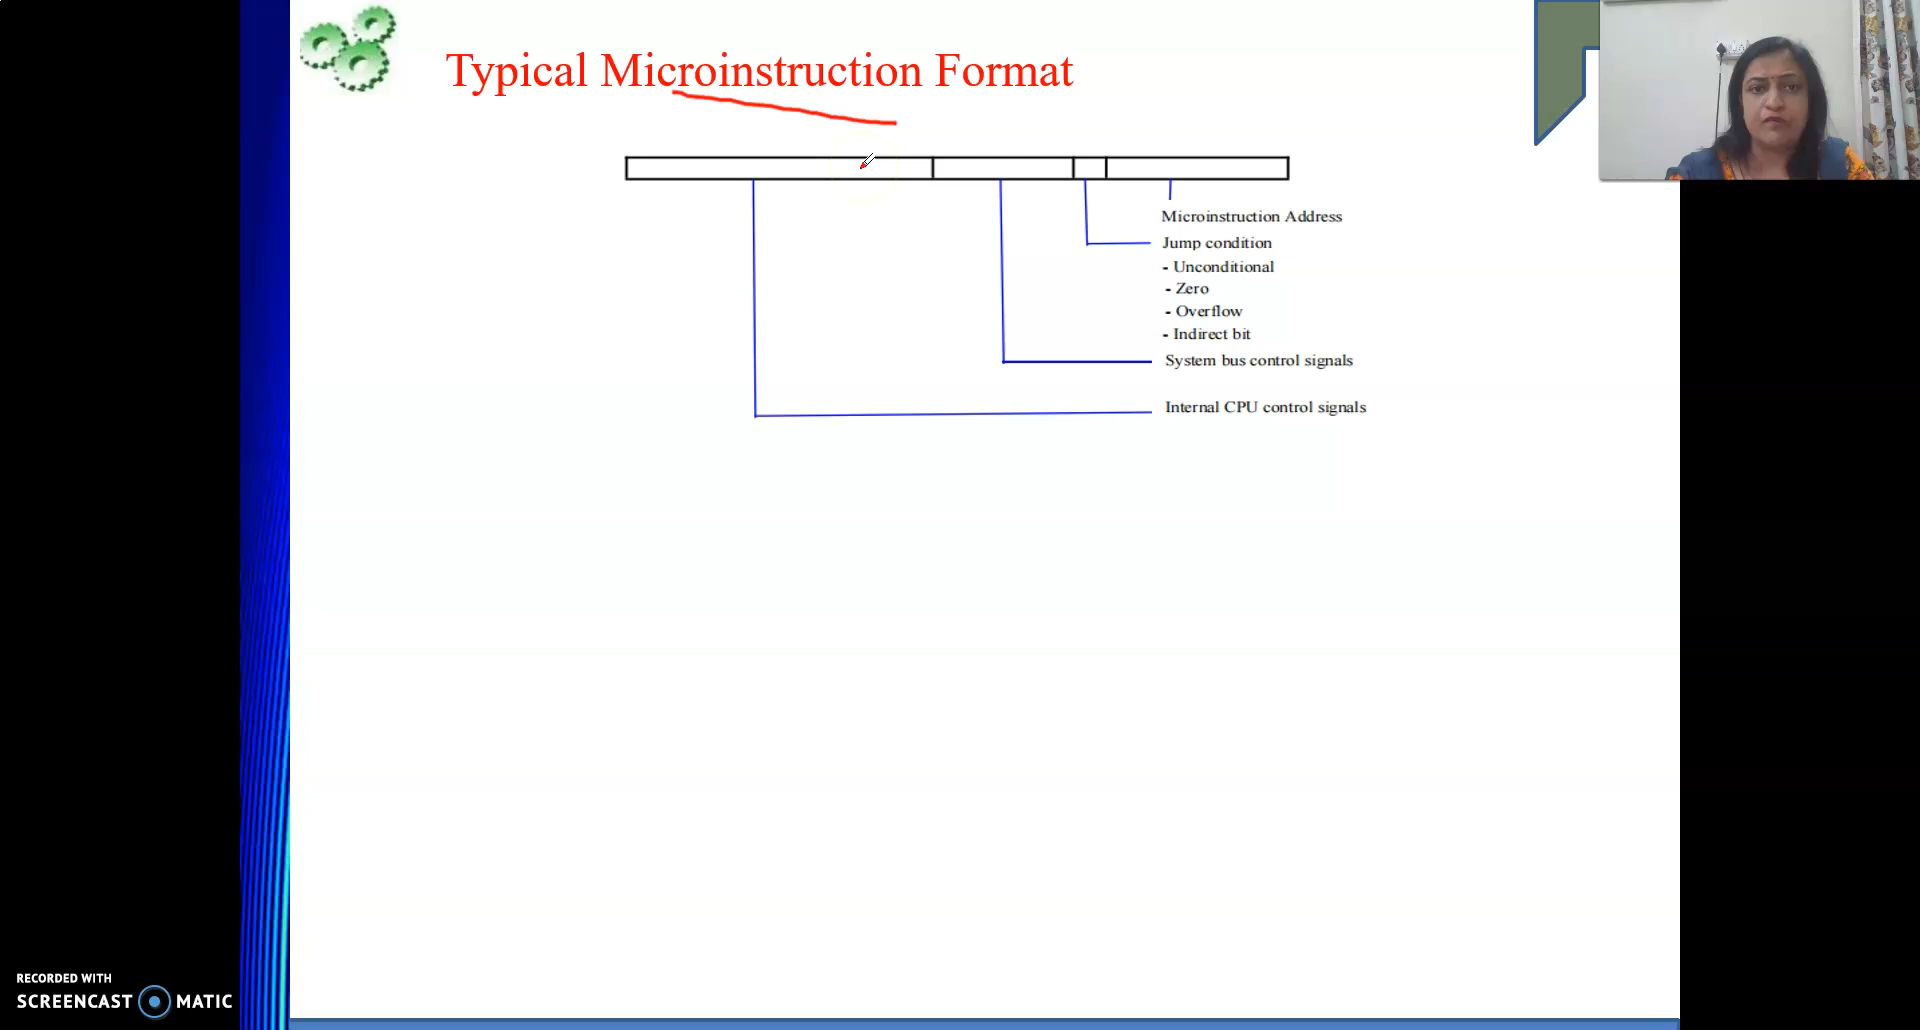 Typical Microinstruction Format
Microinstruction Address
Jump condition
- Unconditional
- Zero
- Overflow
- Indirect bit
System bus control signals
Internal CPU control signals
RECORDED WITH
SCREENCAST MATIC